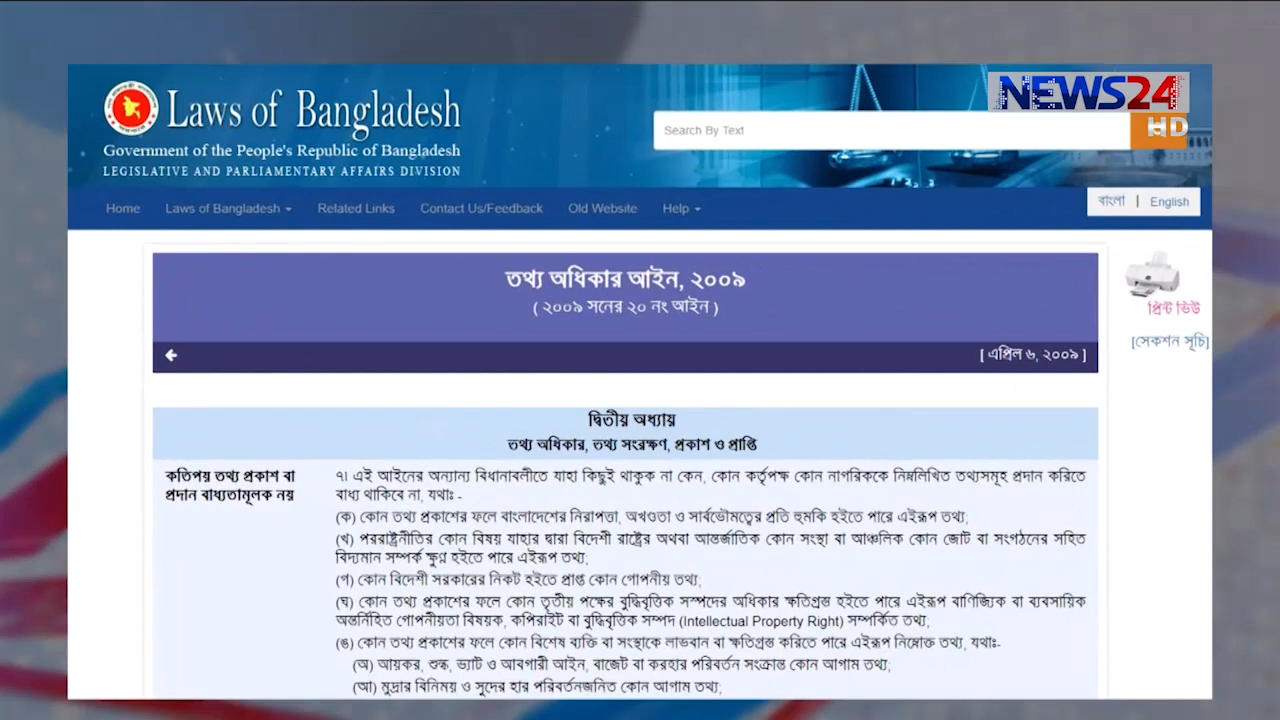 NEWS24
HD
Laws of Bangladesh
Government of the People's Republic of Bangladesh
LEGISLATIVE AND PARLIAMENTARY AFFAIRS DIVISION
Search By Text
Home Laws of Bangladesh Related Links Contact Us/Feedback Old Website Help
বাংলা | English
তথ্য অধিকার আইন, ২০০৯
( ২০০৯ সনের ২০ নং আইন )
[ এপ্রিল ৬, ২০০৯ ]
প্রিন্ট ভিউ
[সেকশন সূচি]
দ্বিতীয় অধ্যায়
তথ্য অধিকার, তথ্য সংরক্ষণ, প্রকাশ ও প্রাপ্তি
কতিপয় তথ্য প্রকাশ বা
প্রদান বাধ্যতামূলক নয়
৭। এই আইনের অন্যান্য বিধানাবলীতে যাহা কিছুই থাকুক না কেন, কোন কর্তৃপক্ষ কোন নাগরিককে নিম্নলিখিত তথ্যসমূহ প্রদান করিতে
বাধ্য থাকিবে না, যথাঃ -
(ক) কোন তথ্য প্রকাশের ফলে বাংলাদেশের নিরাপত্তা, অখণ্ডতা ও সার্বভৌমত্বের প্রতি হুমকি হইতে পারে এইরূপ তথ্য;
(খ) পররাষ্ট্রনীতির কোন বিষয় যাহার দ্বারা বিদেশী রাষ্ট্রের অথবা আন্তর্জাতিক কোন সংস্থা বা আঞ্চলিক কোন জোট বা সংগঠনের সহিত
বিদ্যমান সম্পর্ক ক্ষুণ্ন হইতে পারে এইরূপ তথ্য;
(গ) কোন বিদেশী সরকারের নিকট হইতে প্রাপ্ত কোন গোপনীয় তথ্য;
(ঘ) কোন তথ্য প্রকাশের ফলে কোন তৃতীয় পক্ষের বুদ্ধিবৃত্তিক সম্পদের অধিকার ক্ষতিগ্রস্ত হইতে পারে এইরূপ বাণিজ্যিক বা ব্যবসায়িক
অন্তর্নিহিত গোপনীয়তা বিষয়ক, কপিরাইট বা বুদ্ধিবৃত্তিক সম্পদ (Intellectual Property Right) সম্পর্কিত তথ্য;
(ঙ) কোন তথ্য প্রকাশের ফলে কোন বিশেষ ব্যক্তি বা সংস্থাকে লাভবান বা ক্ষতিগ্রস্ত করিতে পারে এইরূপ নিম্নোক্ত তথ্য, যথাঃ-
(অ) আয়কর, শুল্ক, ভ্যাট ও আবগারী আইন, বাজেট বা করহার পরিবর্তন সংক্রান্ত কোন আগাম তথ্য;
(আ) মুদ্রার বিনিময় ও সুদের হার পরিবর্তনজনিত কোন আগাম তথ্য;